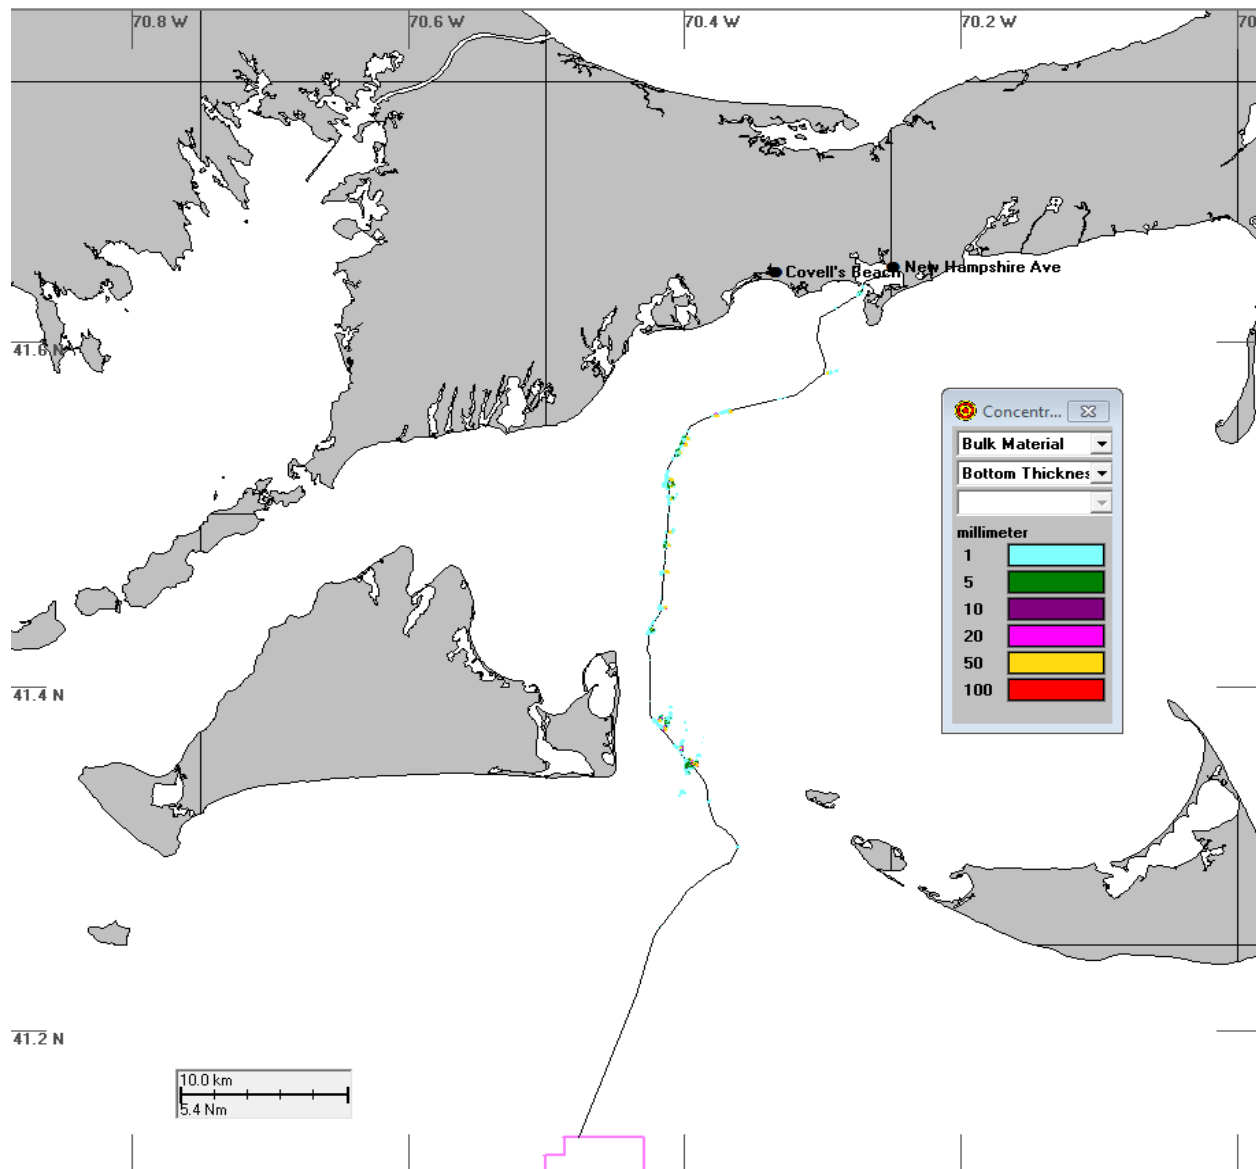 70.8 W
70.6 W
70.4 W
70.2 W
70
Covell's Beach
New Hampshire Ave
41.6 N
Concentr...
Bulk Material
Bottom Thicknes
millimeter
1
5
10
20
50
100
41.4 N
41.2 N
10.0 km
5.4 Nm